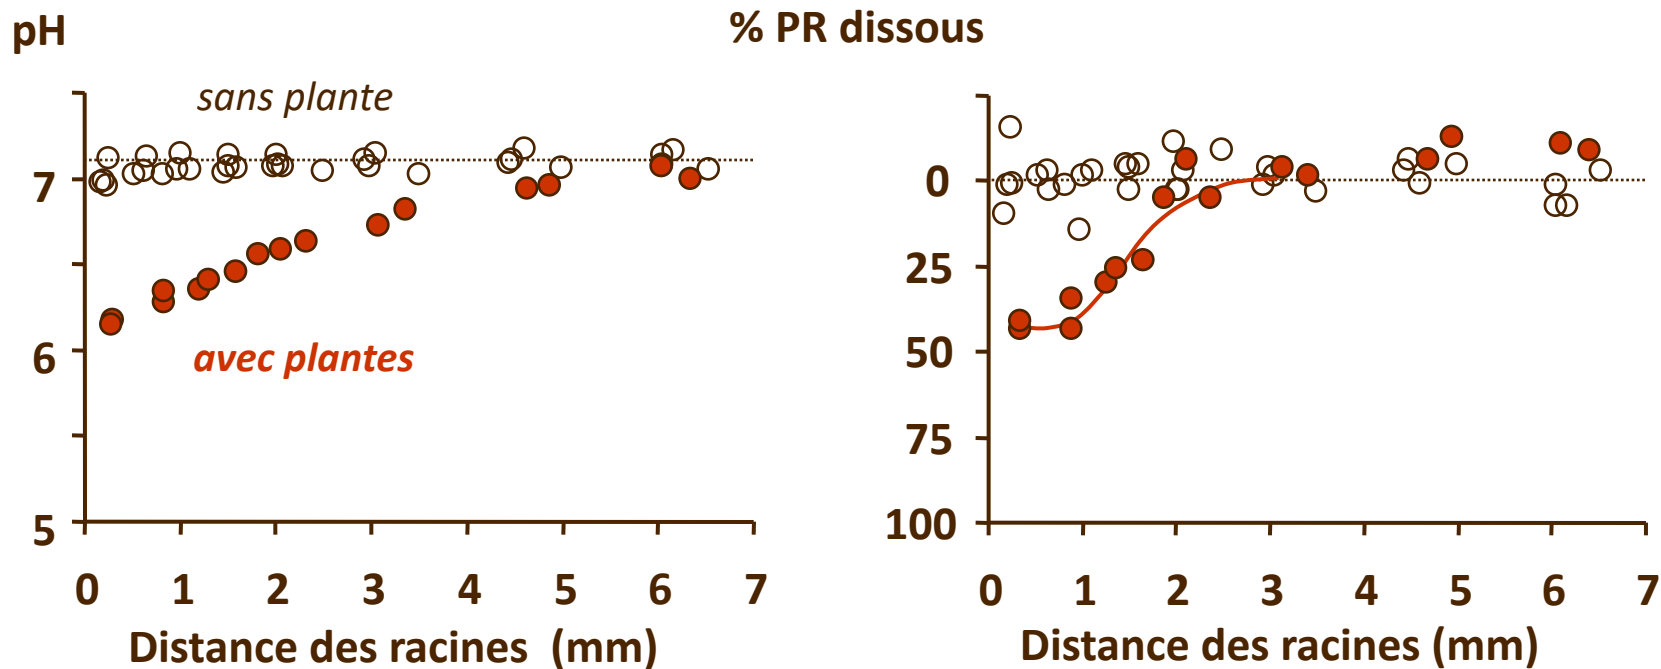 pH
% PR dissous
sans plante
avec plantes
7
6
5
0 1 2 3 4 5 6 7
Distance des racines (mm)
0
25
50
75
100
0 1 2 3 4 5 6 7
Distance des racines (mm)